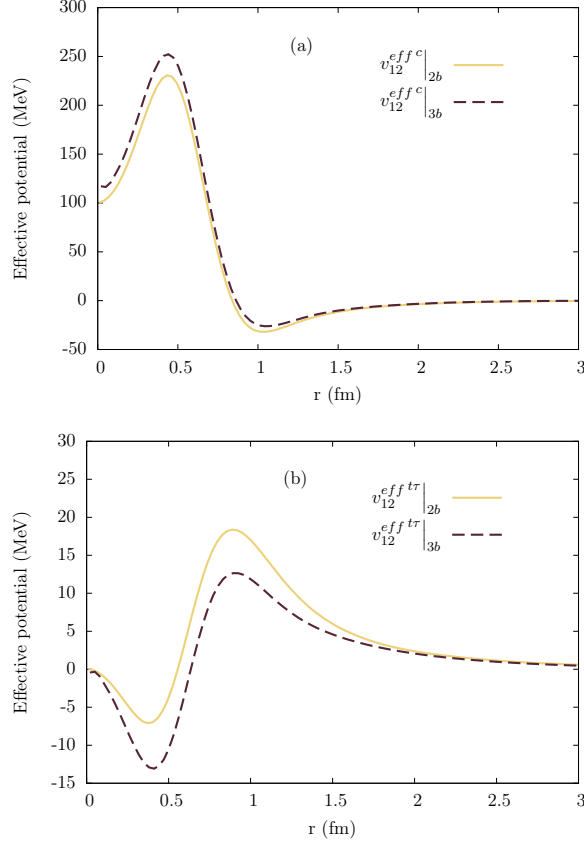 300
250
200
150
100
50
0
-50
Effective potential (MeV)
(a)
v_{12}^{eff c}|_{2b}
v_{12}^{eff c}|_{3b}
0 0.5 1 1.5 2 2.5 3
r (fm)
30
25
20
15
10
5
0
-5
-10
-15
Effective potential (MeV)
(b)
v_{12}^{eff tτ}|_{2b}
v_{12}^{eff tτ}|_{3b}
0 0.5 1 1.5 2 2.5 3
r (fm)